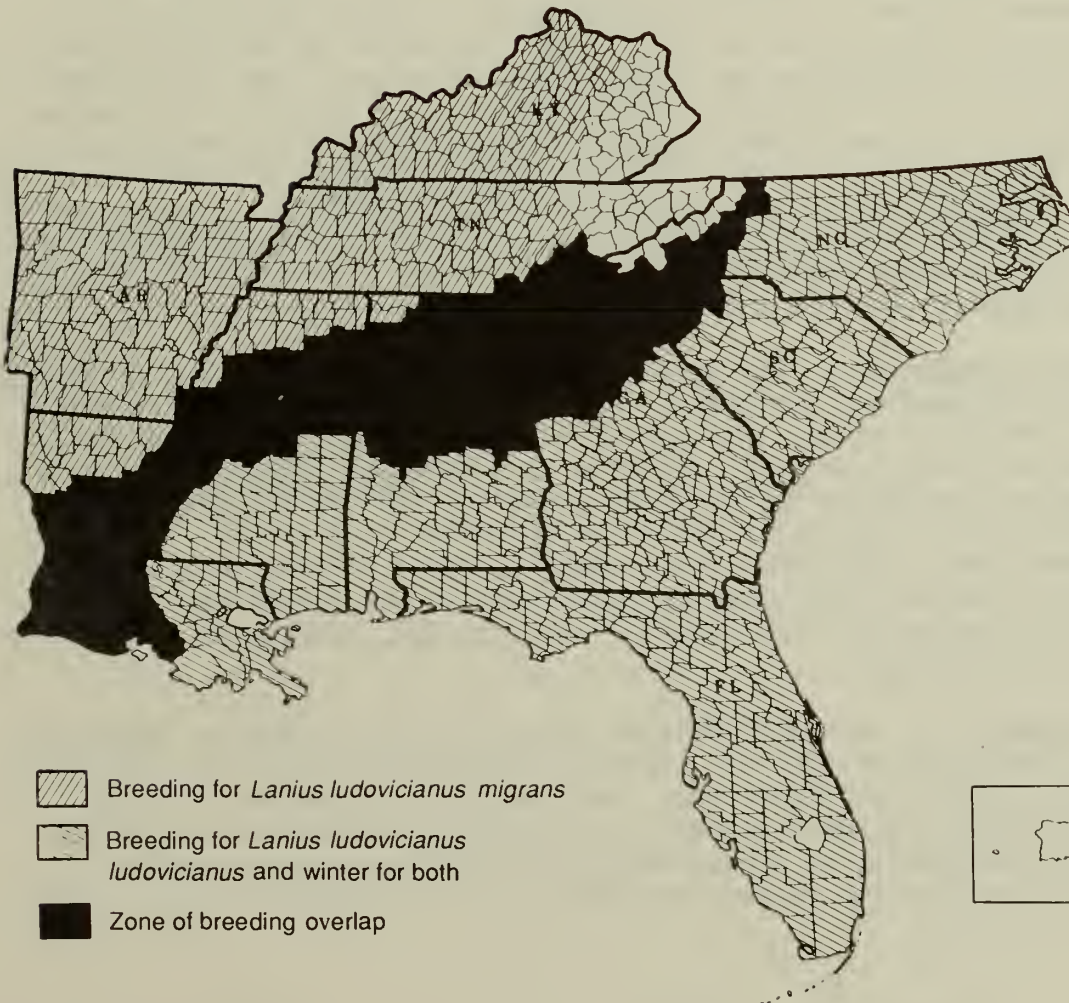 KY
TN
NC
AR
SC
GA
FL
Breeding for Lanius ludovicianus migrans
Breeding for Lanius ludovicianus
ludovicianus and winter for both
Zone of breeding overlap